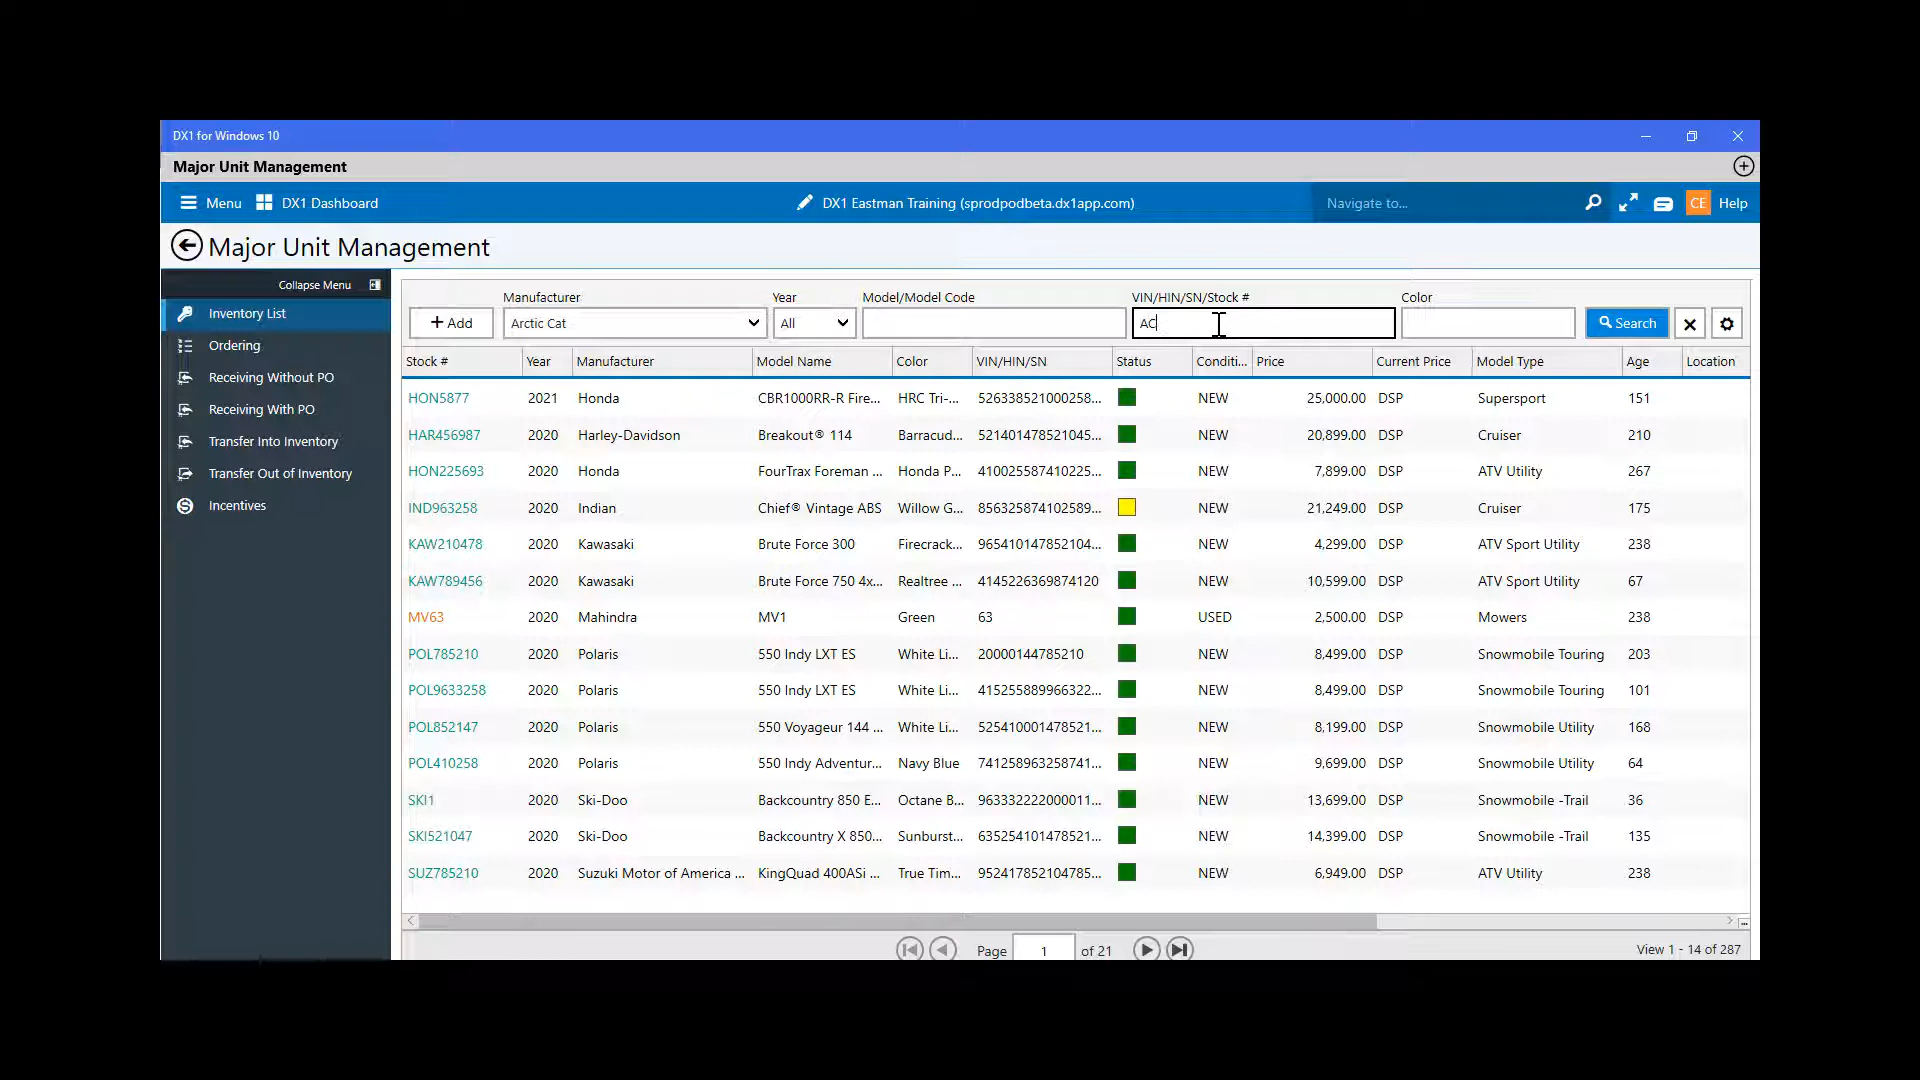 DX1 for Windows 10
Major Unit Management
Menu DX1 Dashboard DX1 Eastman Training (sprodpodbeta.dx1app.com) Navigate to... CE Help
Major Unit Management
Collapse Menu
Inventory List
Ordering
Receiving Without PO
Receiving With PO
Transfer Into Inventory
Transfer Out of Inventory
Incentives
Manufacturer Year Model/Model Code VIN/HIN/SN/Stock # Color
+ Add Arctic Cat All AC Search
Stock # Year Manufacturer Model Name Color VIN/HIN/SN Status Conditi... Price Current Price Model Type Age Location
HON5877 2021 Honda CBR1000RR-R Fire... HRC Tri-... 526338521000258... NEW 25,000.00 DSP Supersport 151
HAR456987 2020 Harley-Davidson Breakout® 114 Barracud... 521401478521045... NEW 20,899.00 DSP Cruiser 210
HON225693 2020 Honda FourTrax Foreman ... Honda P... 410025587410225... NEW 7,899.00 DSP ATV Utility 267
IND963258 2020 Indian Chief® Vintage ABS Willow G... 856325874102589... NEW 21,249.00 DSP Cruiser 175
KAW210478 2020 Kawasaki Brute Force 300 Firecrack... 965410147852104... NEW 4,299.00 DSP ATV Sport Utility 238
KAW789456 2020 Kawasaki Brute Force 750 4x... Realtree ... 4145226369874120 NEW 10,599.00 DSP ATV Sport Utility 67
MV63 2020 Mahindra MV1 Green 63 USED 2,500.00 DSP Mowers 238
POL785210 2020 Polaris 550 Indy LXT ES White Li... 20000144785210 NEW 8,499.00 DSP Snowmobile Touring 203
POL9633258 2020 Polaris 550 Indy LXT ES White Li... 415255889966322... NEW 8,499.00 DSP Snowmobile Touring 101
POL852147 2020 Polaris 550 Voyageur 144 ... White Li... 525410001478521... NEW 8,199.00 DSP Snowmobile Utility 168
POL410258 2020 Polaris 550 Indy Adventur... Navy Blue 741258963258741... NEW 9,699.00 DSP Snowmobile Utility 64
SKI1 2020 Ski-Doo Backcountry 850 E... Octane B... 963332222000011... NEW 13,699.00 DSP Snowmobile -Trail 36
SKI521047 2020 Ski-Doo Backcountry X 850... Sunburst... 635254101478521... NEW 14,399.00 DSP Snowmobile -Trail 135
SUZ785210 2020 Suzuki Motor of America ... KingQuad 400ASi ... True Tim... 952417852104785... NEW 6,949.00 DSP ATV Utility 238
Page 1 of 21 View 1 - 14 of 287